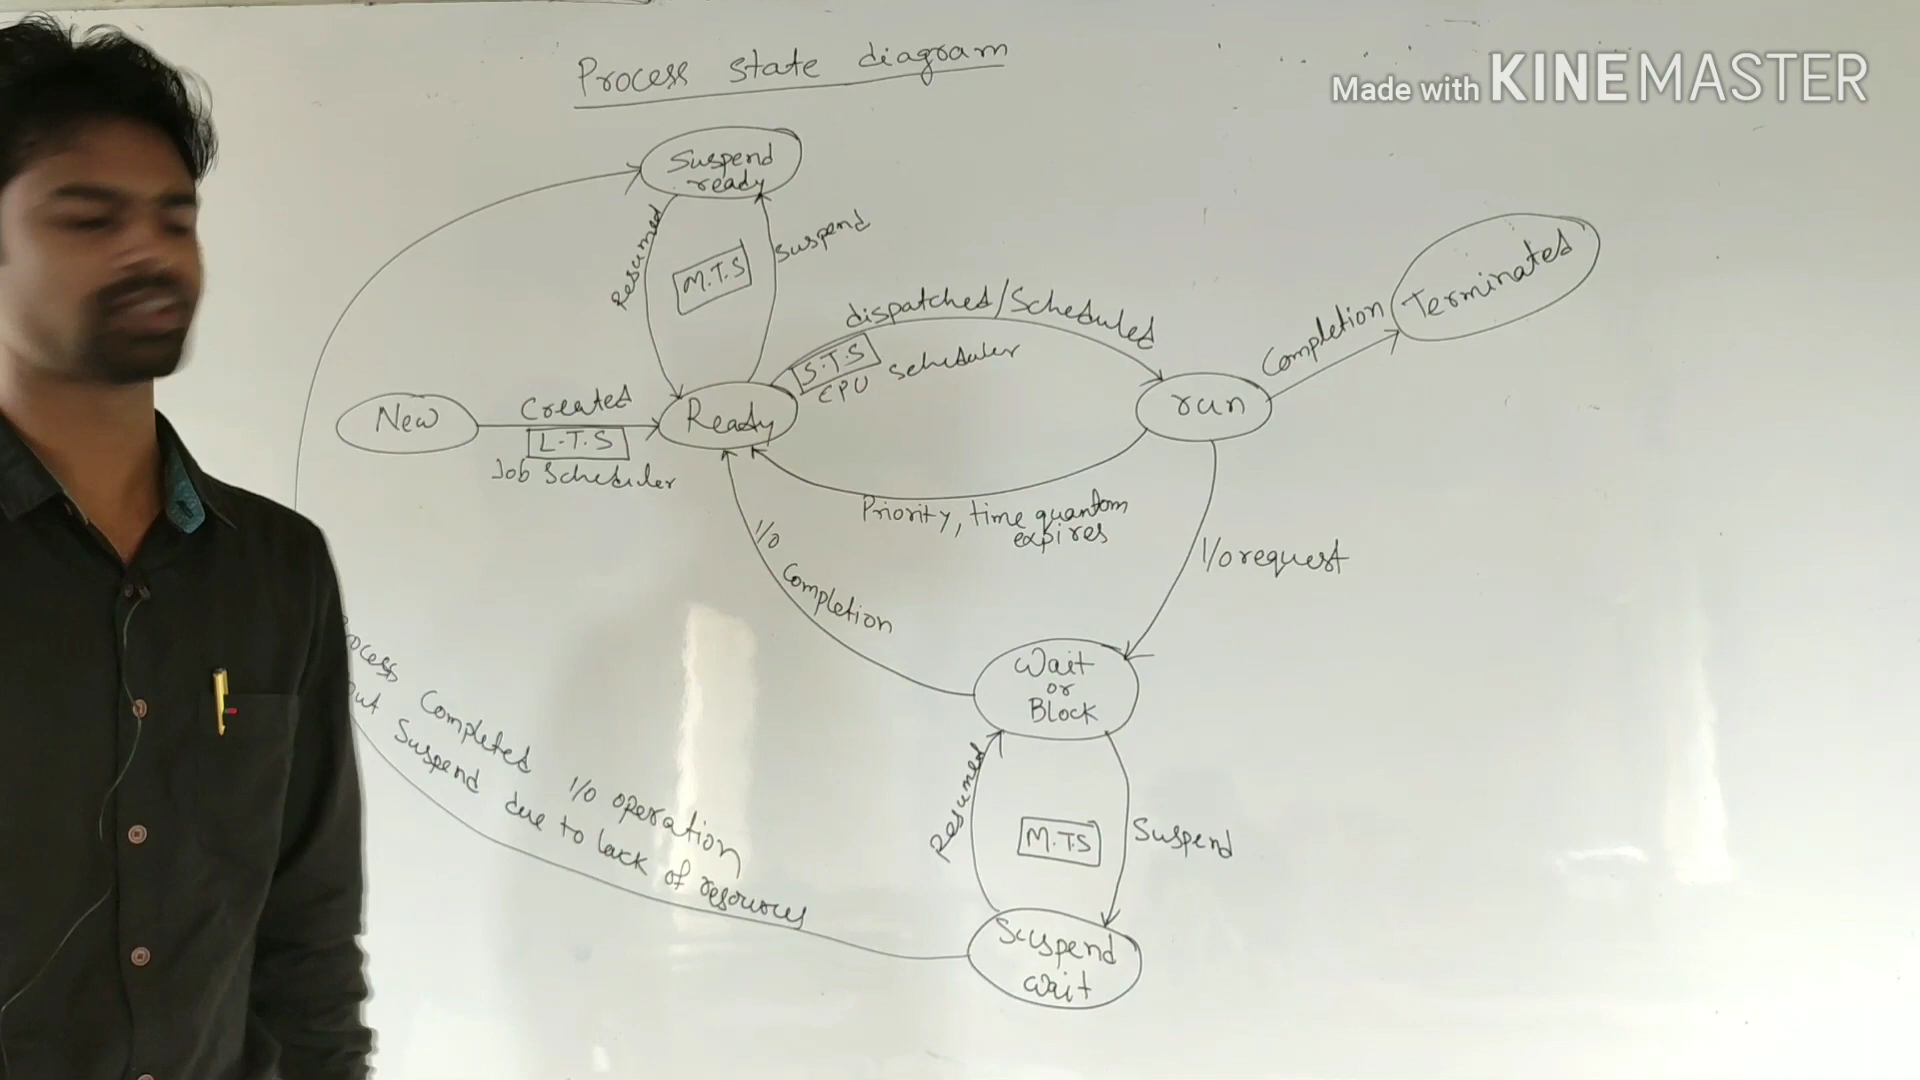 Process state diagram
Made with KINEMASTER
Suspend
ready
Resumed
M.T.S
Suspend
dispatched/Scheduled
S.T.S
CPU Scheduler
Completion
Terminated
New
Created
L.T.S
Job Scheduler
Ready
run
Priority, time quantom
expires
I/O
Completion
I/o request
Wait
or
Block
Completed I/o operation
Suspend due to lack of resources
Resumed
M.T.S
Suspend
Suspend
wait